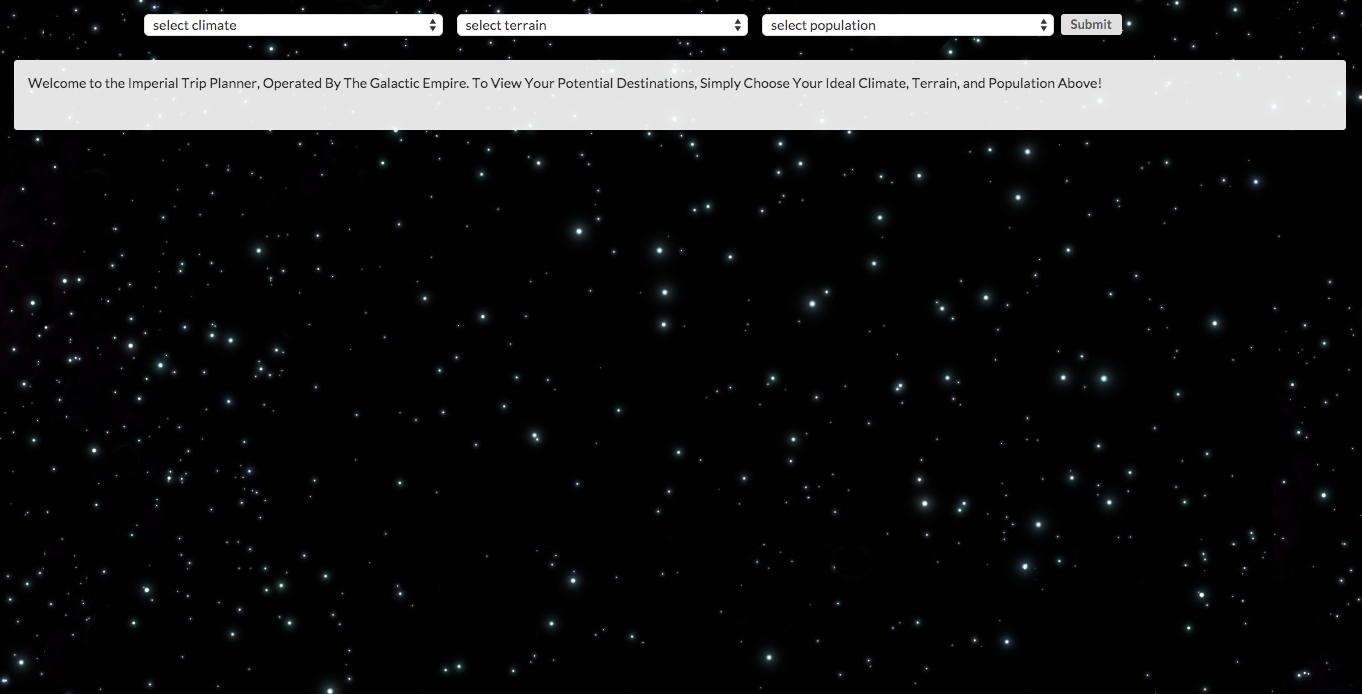 select climate select terrain select population Submit
Welcome to the Imperial Trip Planner, Operated By The Galactic Empire. To View Your Potential Destinations, Simply Choose Your Ideal Climate, Terrain, and Population Above!